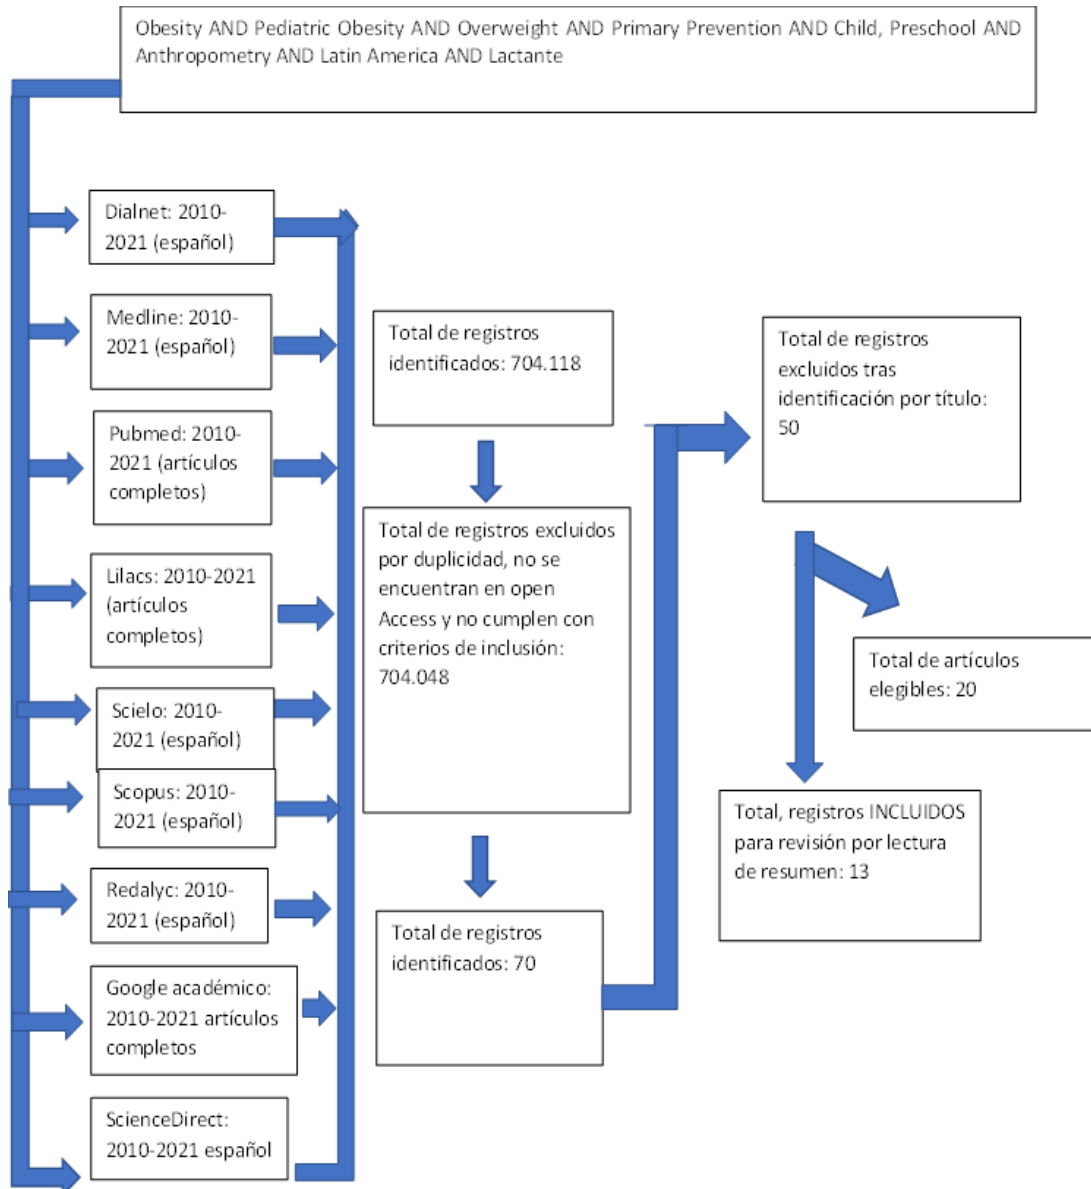 Obesity AND Pediatric Obesity AND Overweight AND Primary Prevention AND Child, Preschool AND
Anthropometry AND Latin America AND Lactante
Dialnet: 2010-
2021 (español)
Medline: 2010-
2021 (español)
Pubmed: 2010-
2021 (artículos
completos)
Lilacs: 2010-2021
(artículos
completos)
Scielo: 2010-
2021 (español)
Scopus: 2010-
2021 (español)
Redalyc: 2010-
2021 (español)
Google académico:
2010-2021 artículos
completos
ScienceDirect:
2010-2021 español
Total de registros
identificados: 704.118
Total de registros excluidos
por duplicidad, no se
encuentran en open
Access y no cumplen con
criterios de inclusión:
704.048
Total de registros
identificados: 70
Total de registros
excluidos tras
identificación por título:
50
Total de artículos
elegibles: 20
Total, registros INCLUIDOS
para revisión por lectura
de resumen: 13